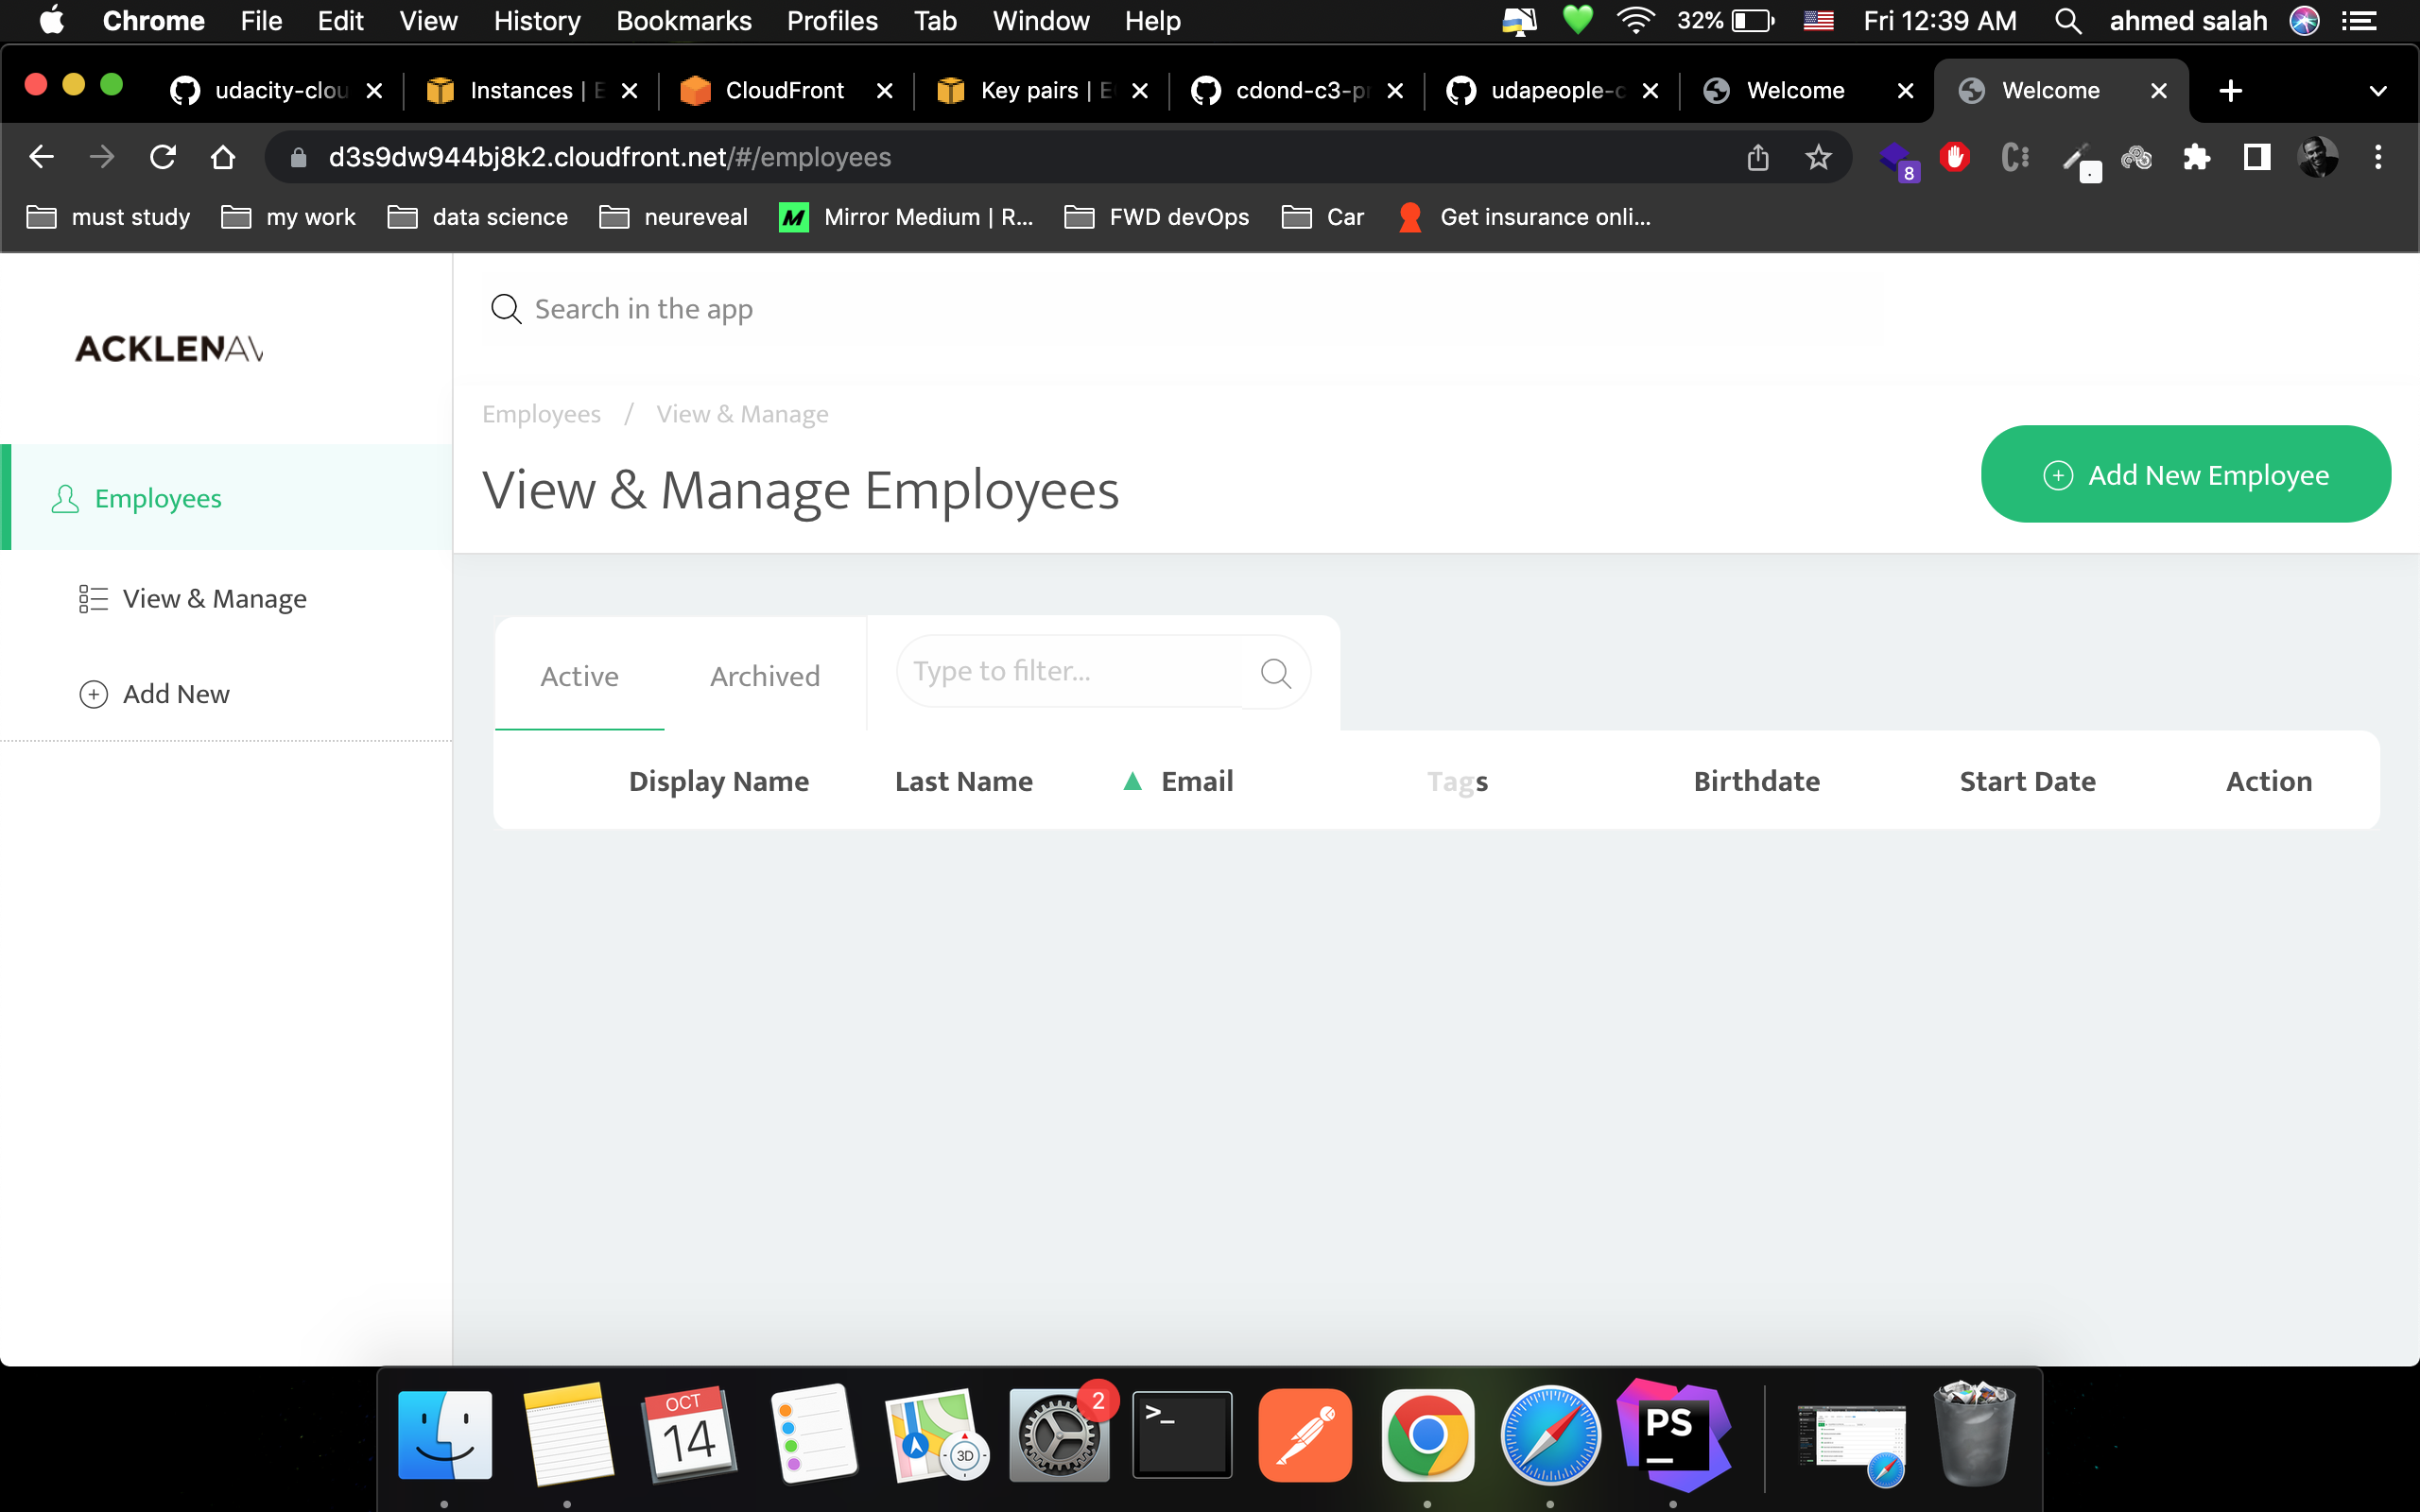 Chrome File Edit View History Bookmarks Profiles Tab Window Help 32% Fri 12:39 AM ahmed salah
udacity-clou Instances | E CloudFront Key pairs | E cdond-c3-p udapeople-c Welcome Welcome
d3s9dw944bj8k2.cloudfront.net/#/employees
8
must study my work data science neureveal Mirror Medium | R... FWD devOps Car Get insurance onli...
ACKLENAV
Search in the app
Employees / View & Manage
View & Manage Employees
Add New Employee
Employees
View & Manage
Add New
Active Archived Type to filter...
Display Name Last Name Email Tags Birthdate Start Date Action
OCT
14
3D
2
>_
PS